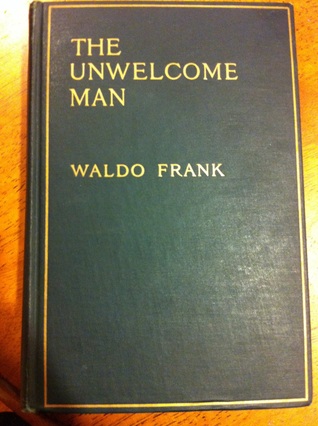 THE
UNWELCOME
MAN
WALDO FRANK